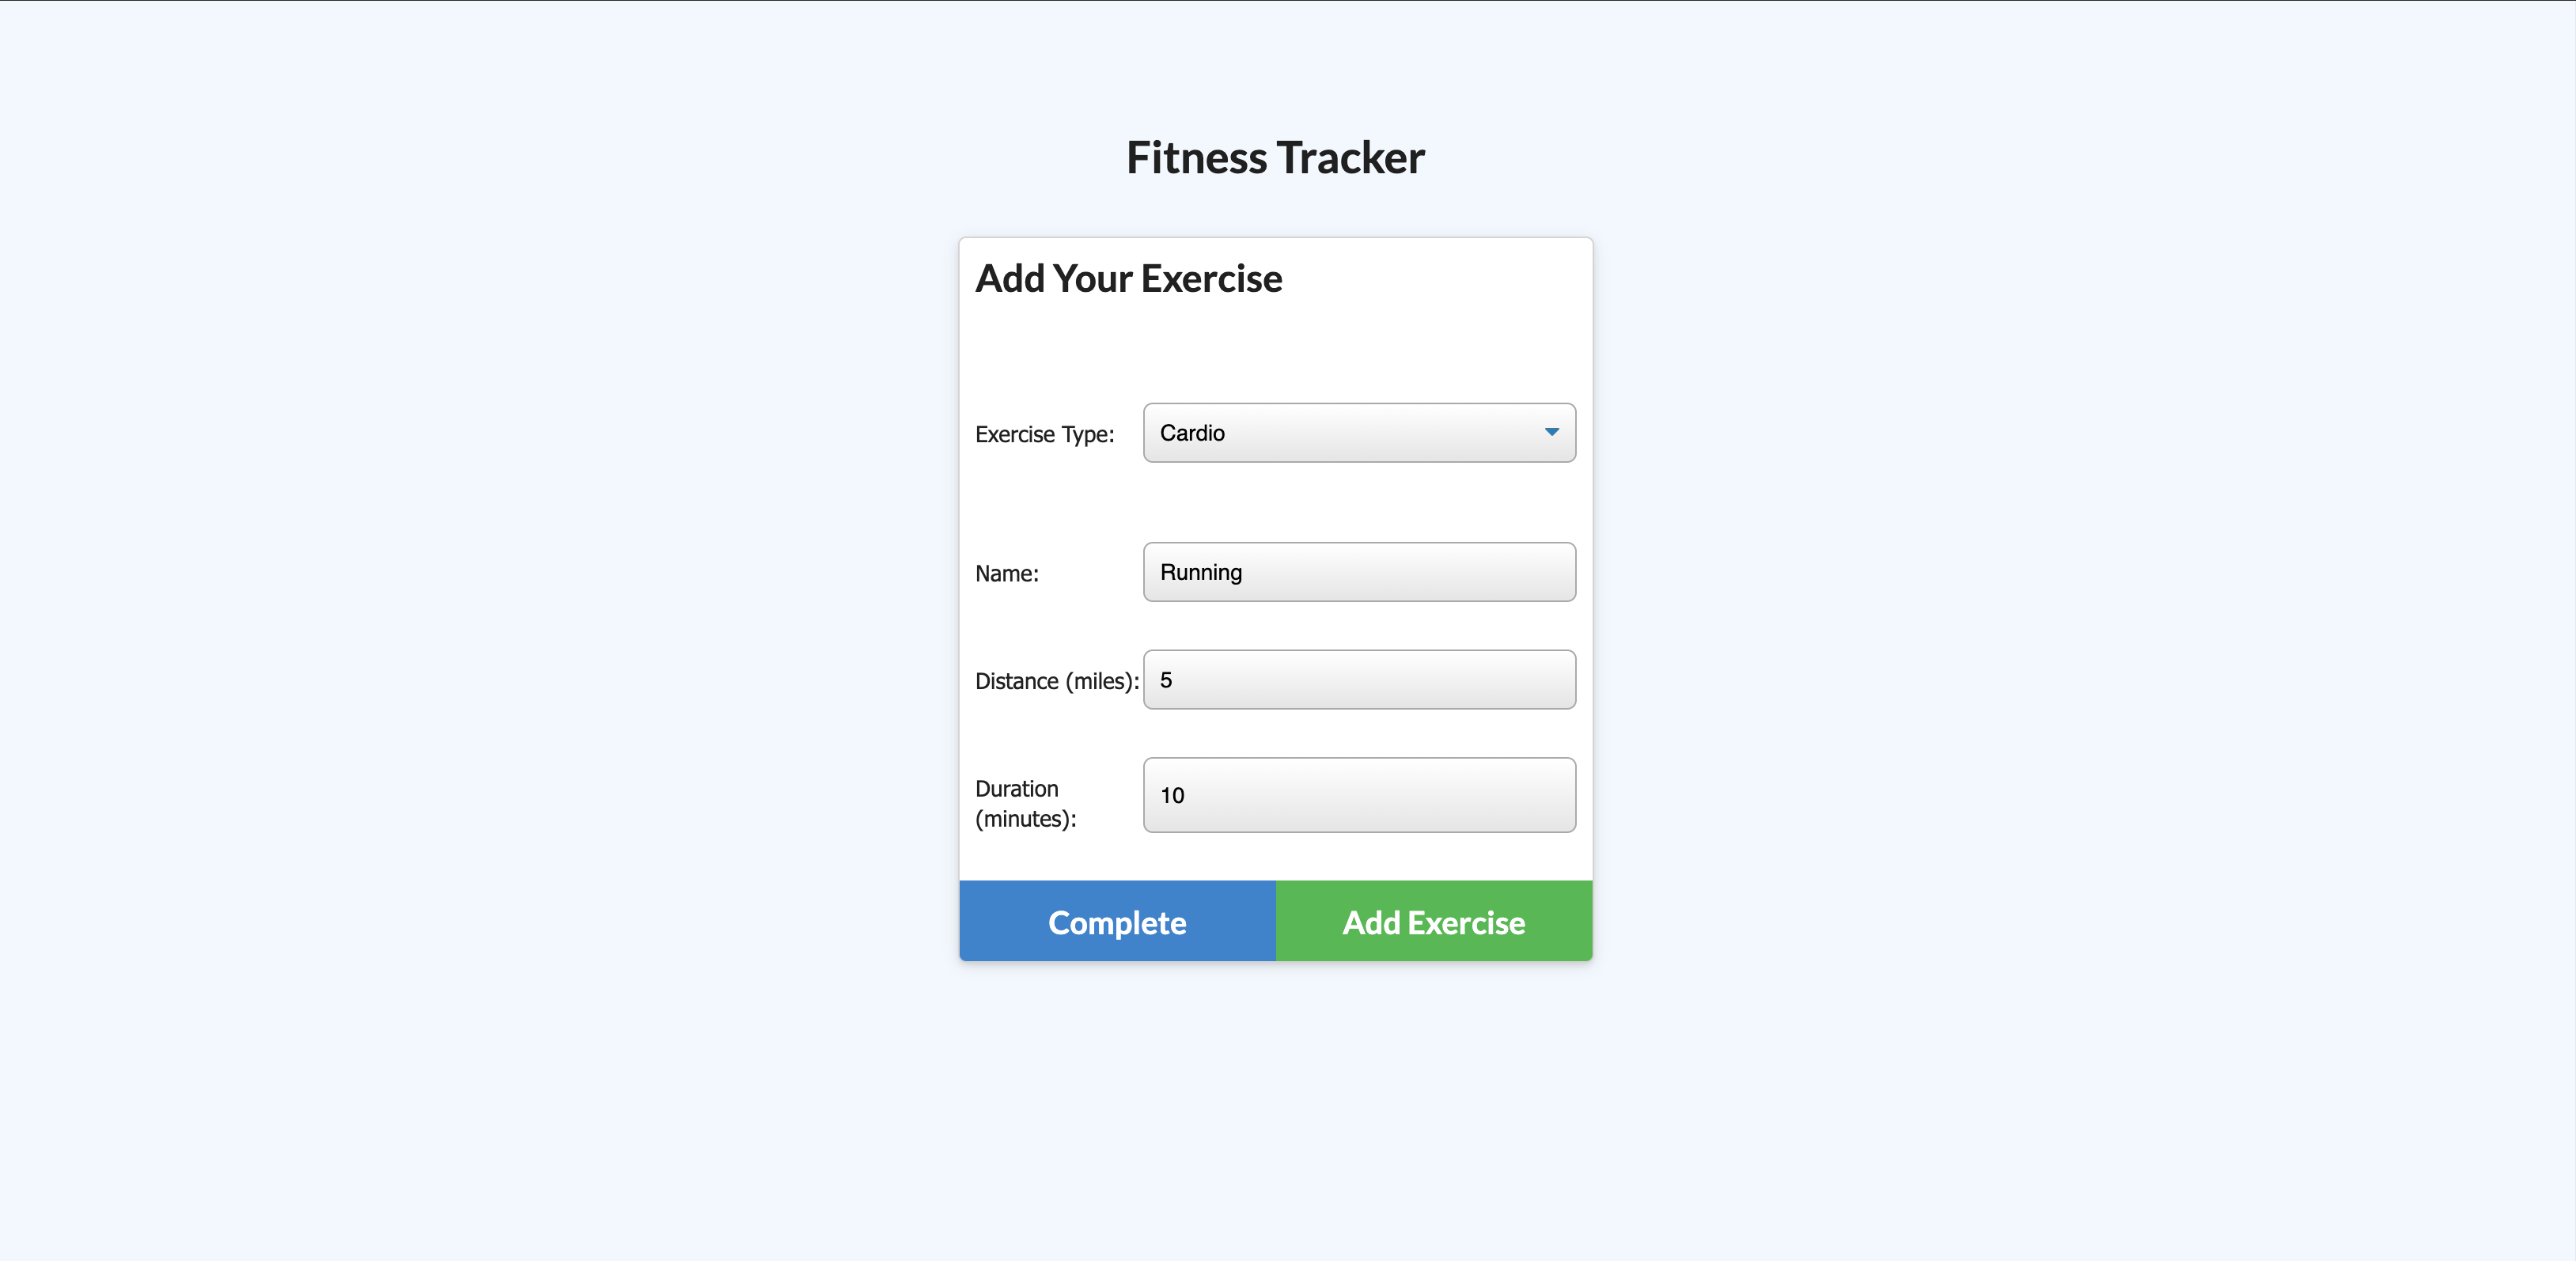 Fitness Tracker
Add Your Exercise
Exercise Type: Cardio
Name: Running
Distance (miles): 5
Duration
(minutes): 10
Complete Add Exercise